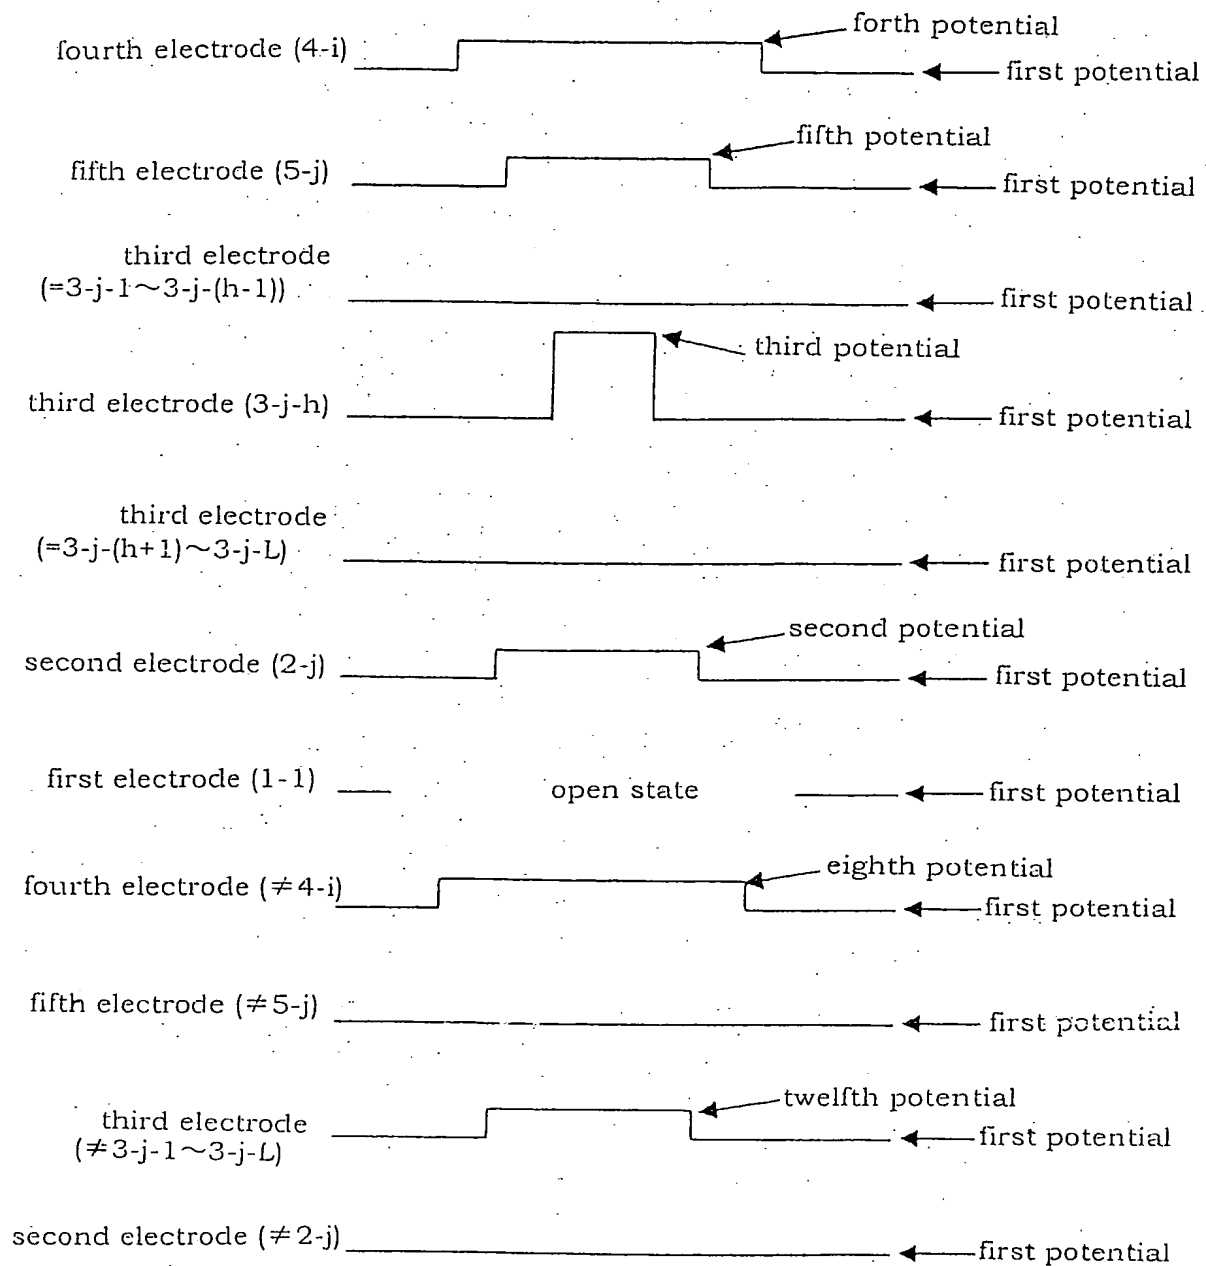 forth potential
fourth electrode (4-i)
first potential
fifth potential
fifth electrode (5-j)
first potential
third electrode
(=3-j-1～3-j-(h-1))
first potential
third potential
third electrode (3-j-h)
first potential
third electrode
(=3-j-(h+1)～3-j-L)
first potential
second potential
second electrode (2-j)
first potential
first electrode (1-1)
open state
first potential
eighth potential
fourth electrode (≠4-i)
first potential
fifth electrode (≠5-j)
first potential
twelfth potential
third electrode
(≠3-j-1～3-j-L)
first potential
second electrode (≠2-j)
first potential